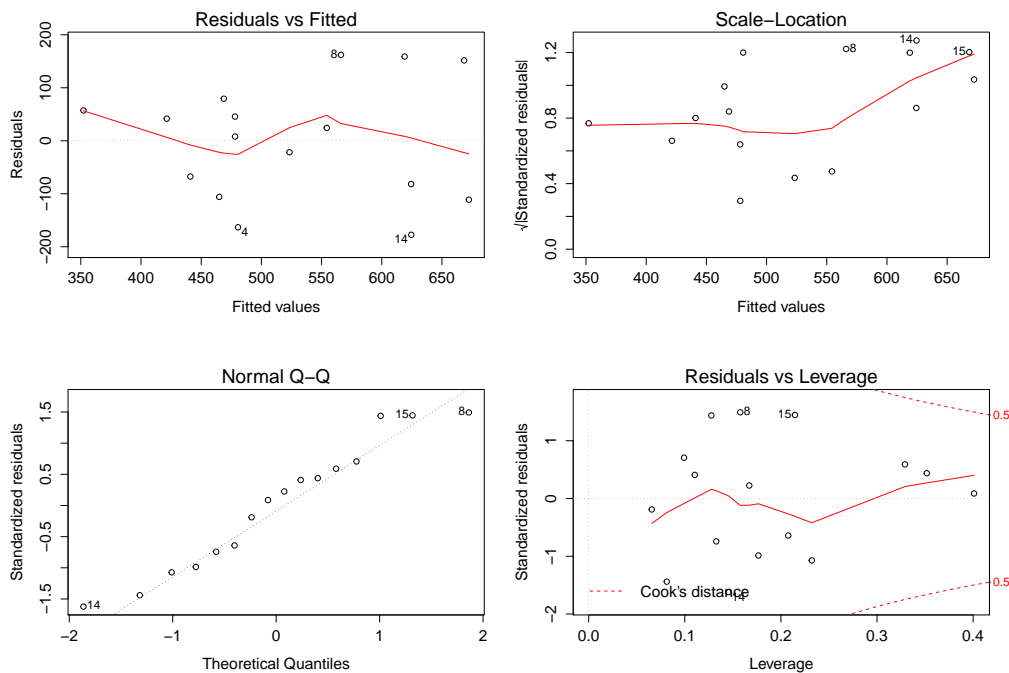 Residuals vs Fitted
Residuals
200
100
0
−100
−200
8
4
14
350 400 450 500 550 600 650
Fitted values
Scale−Location
√|Standardized residuals|
1.2
0.8
0.4
0.0
14
8
15
350 400 450 500 550 600 650
Fitted values
Normal Q−Q
Standardized residuals
1.5
0.5
−0.5
−1.5
15
8
14
−2 −1 0 1 2
Theoretical Quantiles
Residuals vs Leverage
Standardized residuals
1
0
−1
−2
8
15
0.5
0.5
Cook's distance
14
0.0 0.1 0.2 0.3 0.4
Leverage